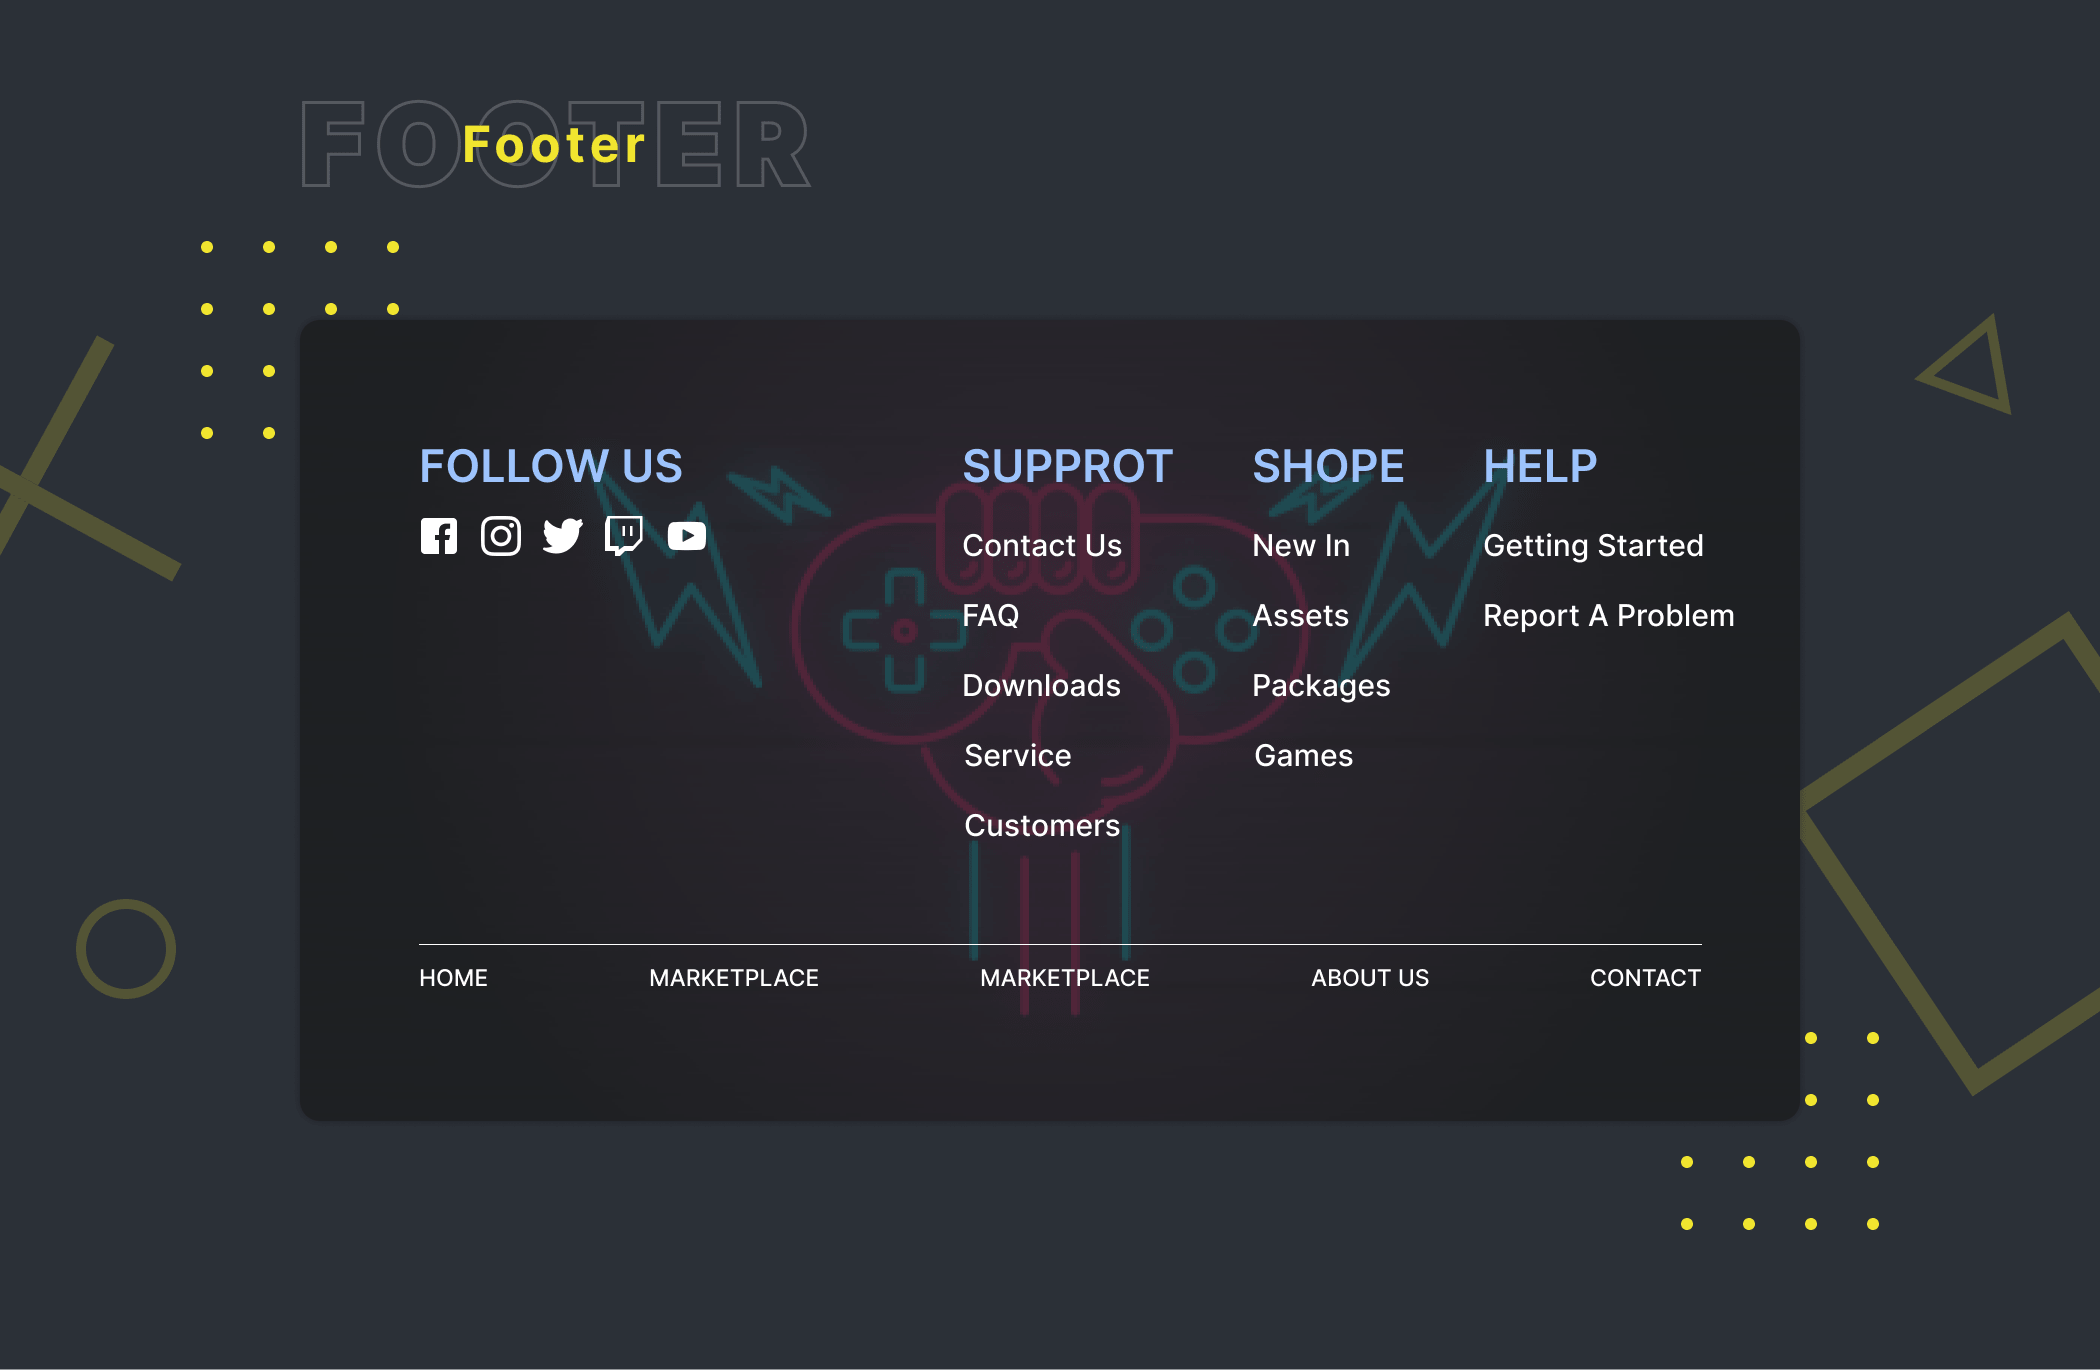 FOOTER
Footer
FOLLOW US
SUPPROT
Contact Us
FAQ
Downloads
Service
Customers
SHOPE
New In
Assets
Packages
Games
HELP
Getting Started
Report A Problem
HOME MARKETPLACE MARKETPLACE ABOUT US CONTACT